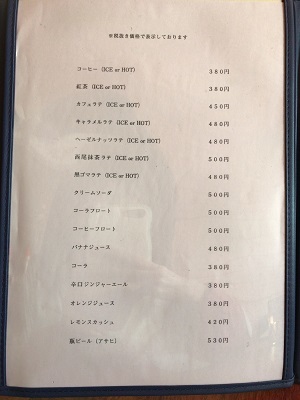 ※税抜き価格で表示しております
コーヒー (ICE or HOT) 380円
紅茶 (ICE or HOT) 380円
カフェラテ (ICE or HOT) 450円
キャラメルラテ (ICE or HOT) 480円
ヘーゼルナッツラテ (ICE or HOT) 480円
西尾抹茶ラテ (ICE or HOT) 500円
黒ゴマラテ (ICE or HOT) 480円
クリームソーダ 500円
コーラフロート 500円
コーヒーフロート 500円
バナナジュース 480円
コーラ 380円
辛口ジンジャーエール 380円
オレンジジュース 380円
レモンスカッシュ 420円
瓶ビール (アサヒ) 530円